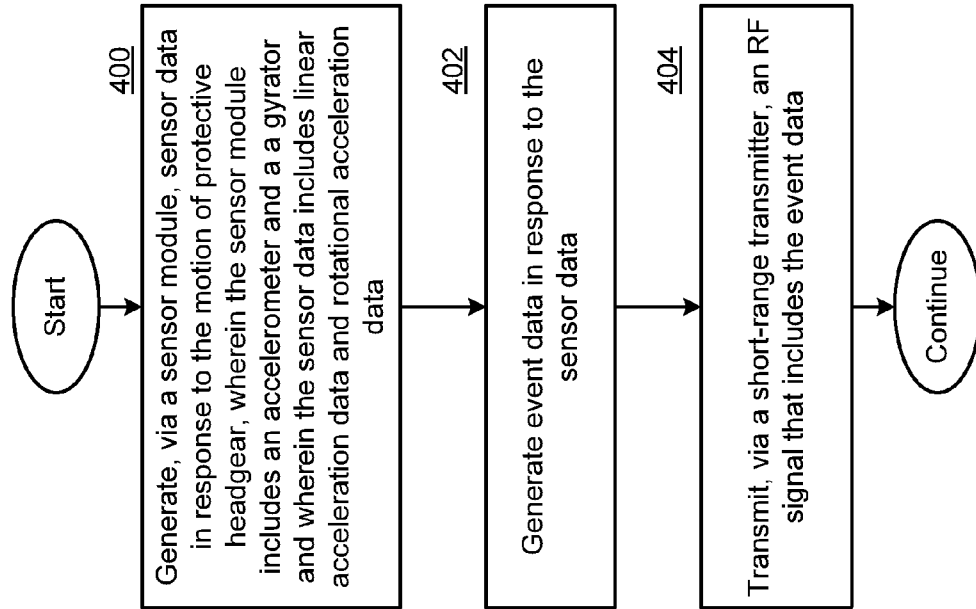 Start
400
Generate, via a sensor module, sensor data
in response to the motion of protective
headgear, wherein the sensor module
includes an accelerometer and a a gyrator
and wherein the sensor data includes linear
acceleration data and rotational acceleration
data
402
Generate event data in response to the
sensor data
404
Transmit, via a short-range transmitter, an RF
signal that includes the event data
Continue